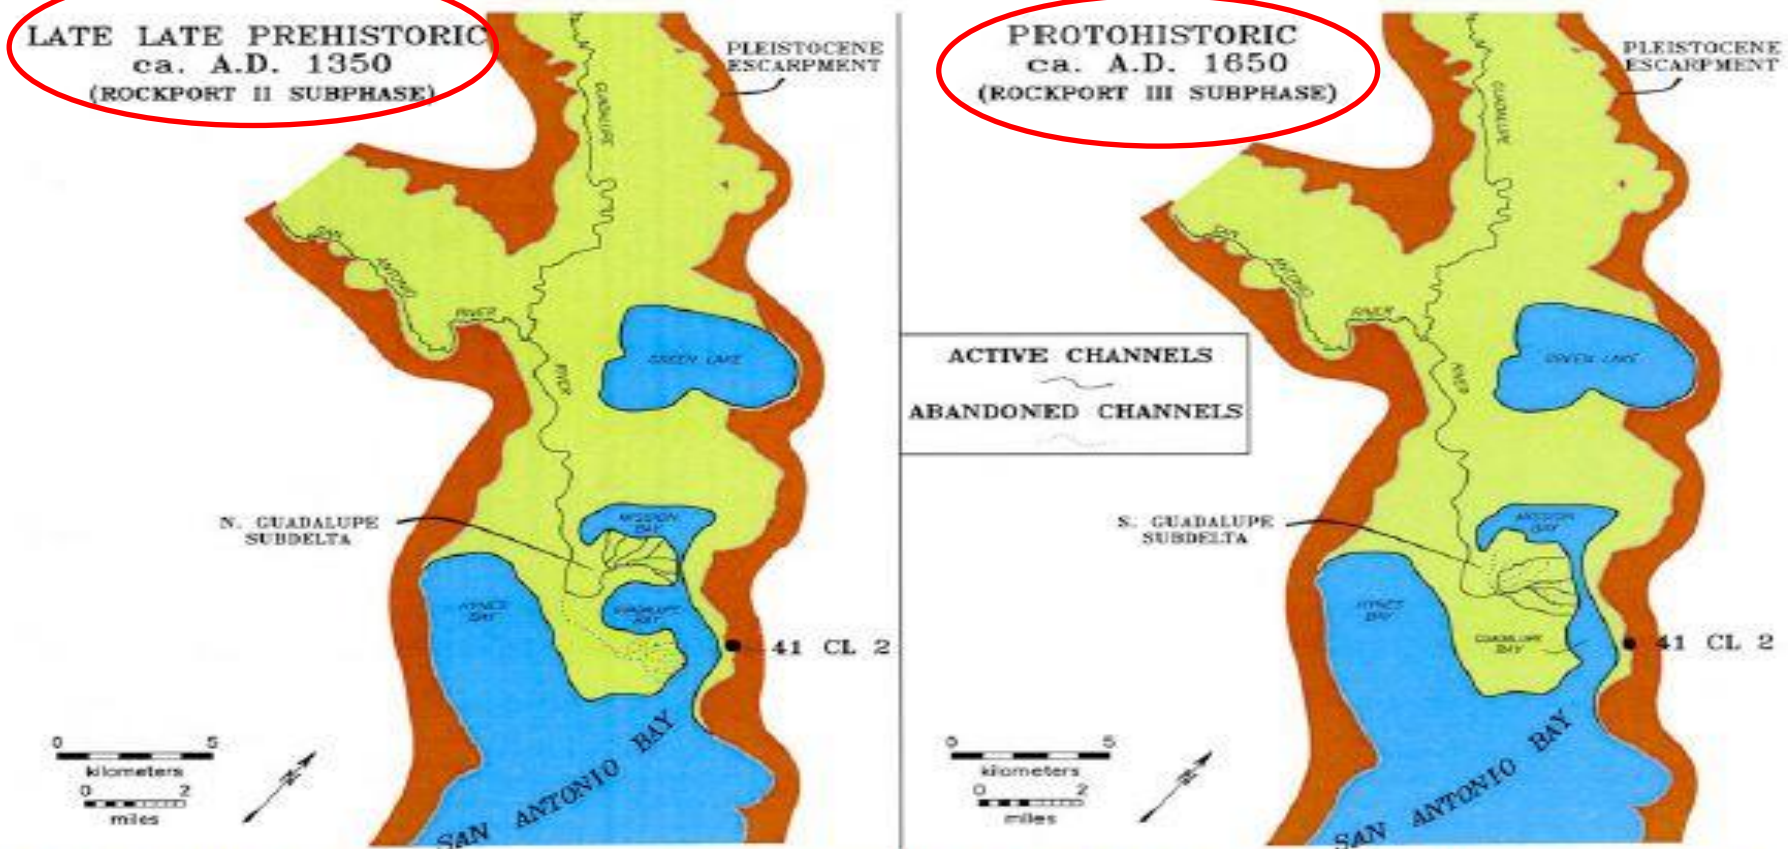 LATE LATE PREHISTORIC
ca. A.D. 1350
(ROCKPORT II SUBPHASE)
PLEISTOCENE
ESCARPMENT
GUADALUPE
SAN
ANTONIO
RIVER
RIVER
GREEN LAKE
N. GUADALUPE
SUBDELTA
MISSION
BAY
HYNES
BAY
GUADALUPE
BAY
41 CL 2
SAN ANTONIO BAY
0 5
kilometers
0 2
miles
N
PROTOHISTORIC
ca. A.D. 1650
(ROCKPORT III SUBPHASE)
PLEISTOCENE
ESCARPMENT
GUADALUPE
SAN
ANTONIO
RIVER
RIVER
GREEN LAKE
ACTIVE CHANNELS
ABANDONED CHANNELS
S. GUADALUPE
SUBDELTA
MISSION
BAY
HYNES
BAY
GUADALUPE
BAY
41 CL 2
SAN ANTONIO BAY
0 5
kilometers
0 2
miles
N